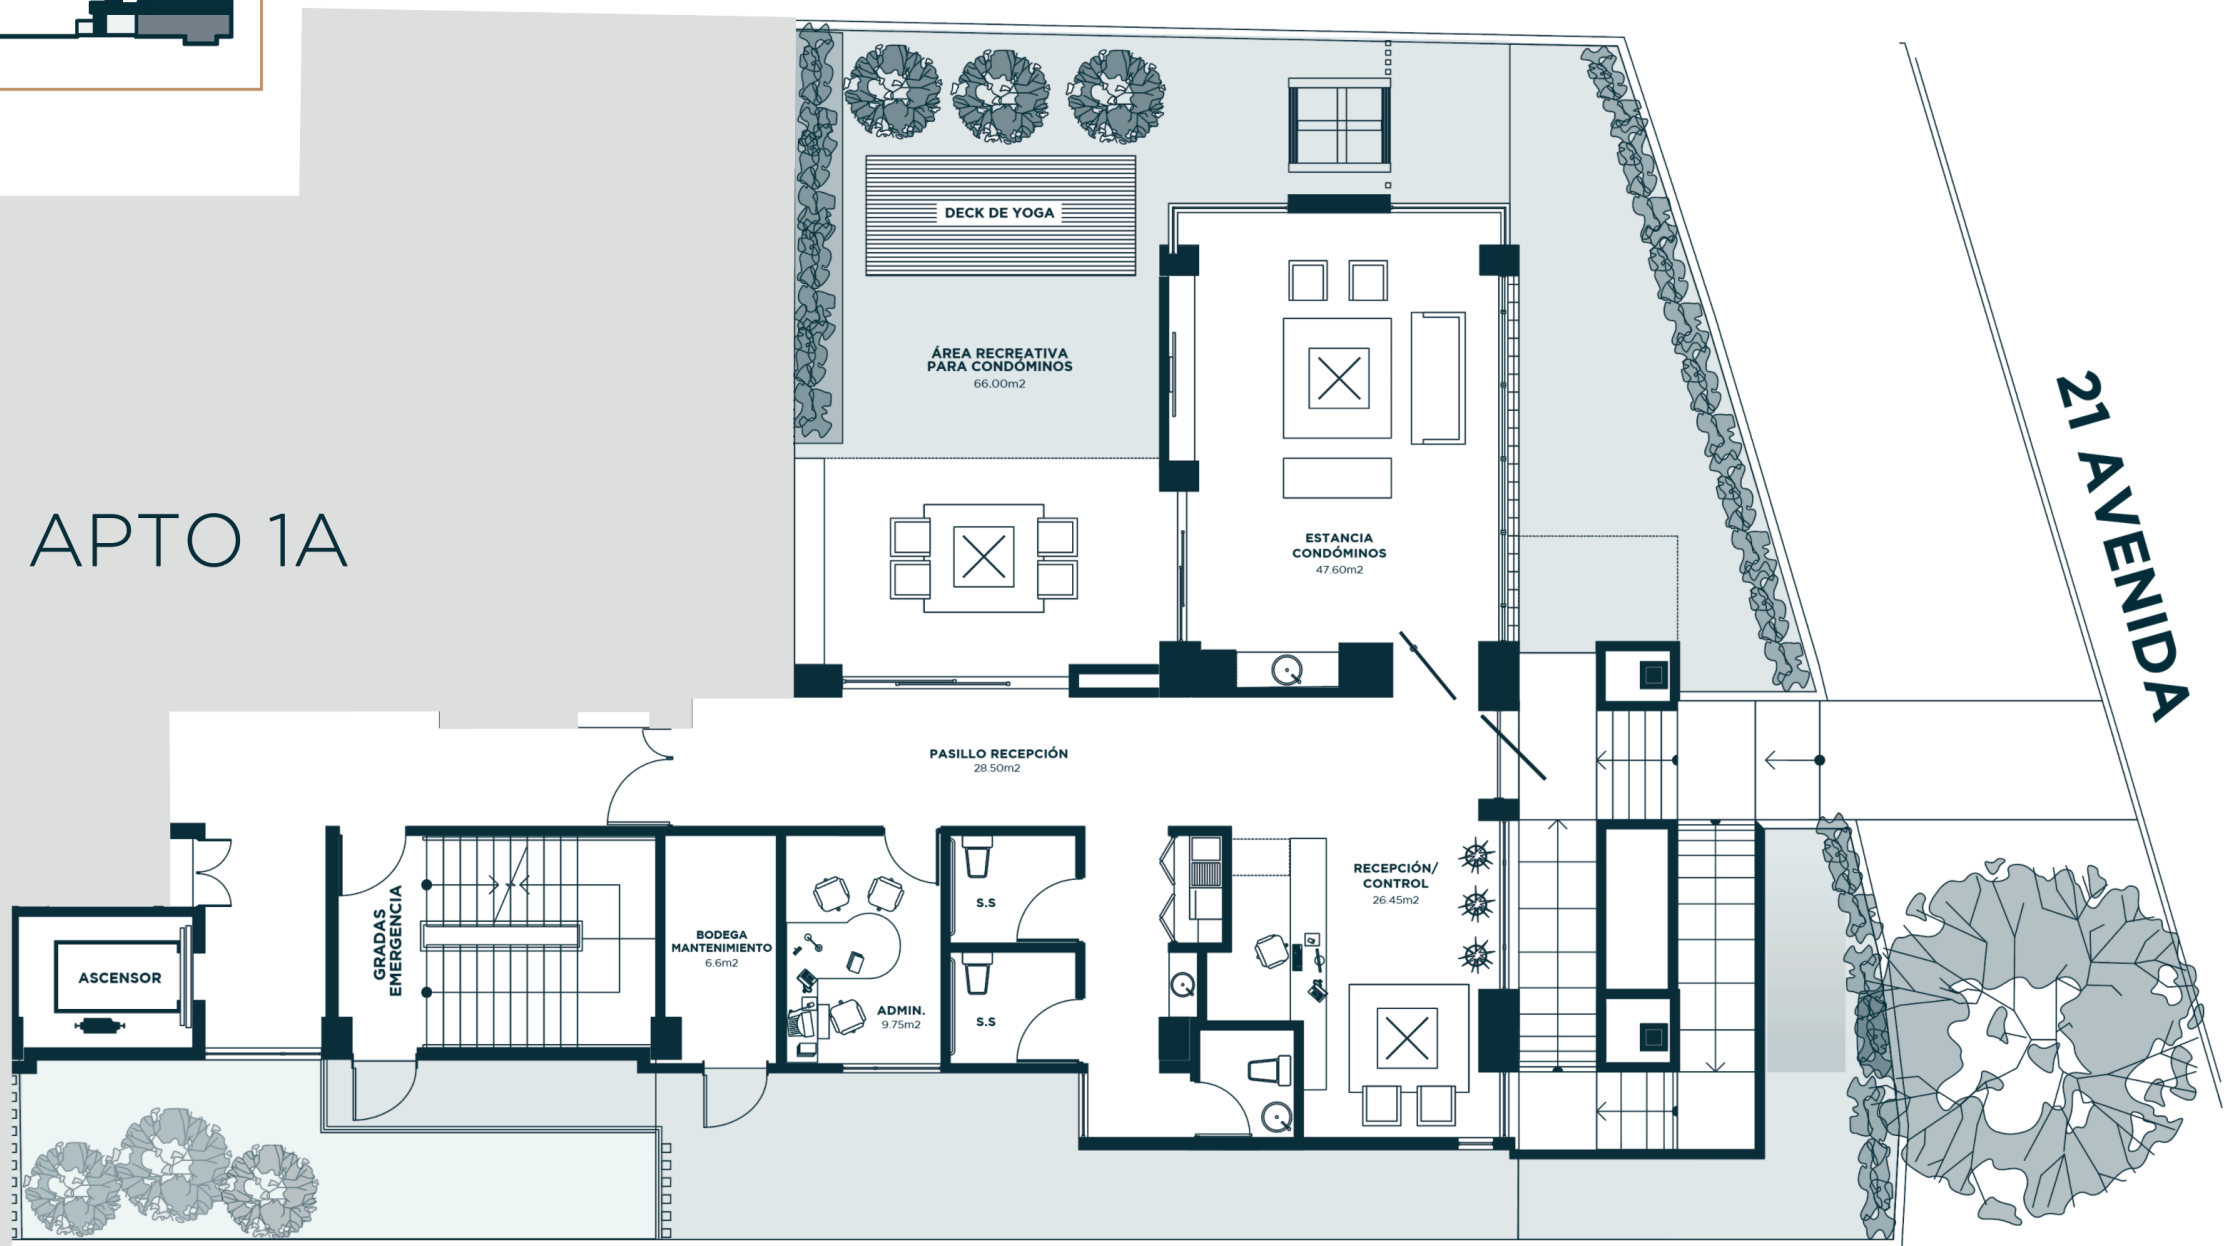 DECK DE YOGA
ÁREA RECREATIVA
PARA CONDÓMINOS
66.00m2
21 AVENIDA
APTO 1A
ESTANCIA
CONDÓMINOS
47.60m2
PASILLO RECEPCIÓN
28.50m2
RECEPCIÓN/
CONTROL
26.45m2
S.S
GRADAS
EMERGENCIA
BODEGA
MANTENIMIENTO
6.6m2
ASCENSOR
ADMIN.
9.75m2
S.S